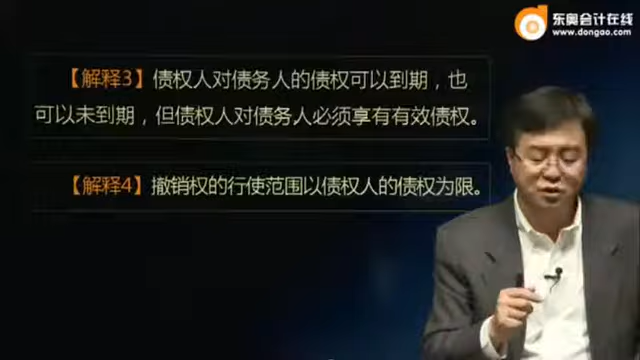 东奥会计在线
www.dongao.com
【解释3】债权人对债务人的债权可以到期，也
可以未到期，但债权人对债务人必须享有有效债权。
【解释4】撤销权的行使范围以债权人的债权为限。